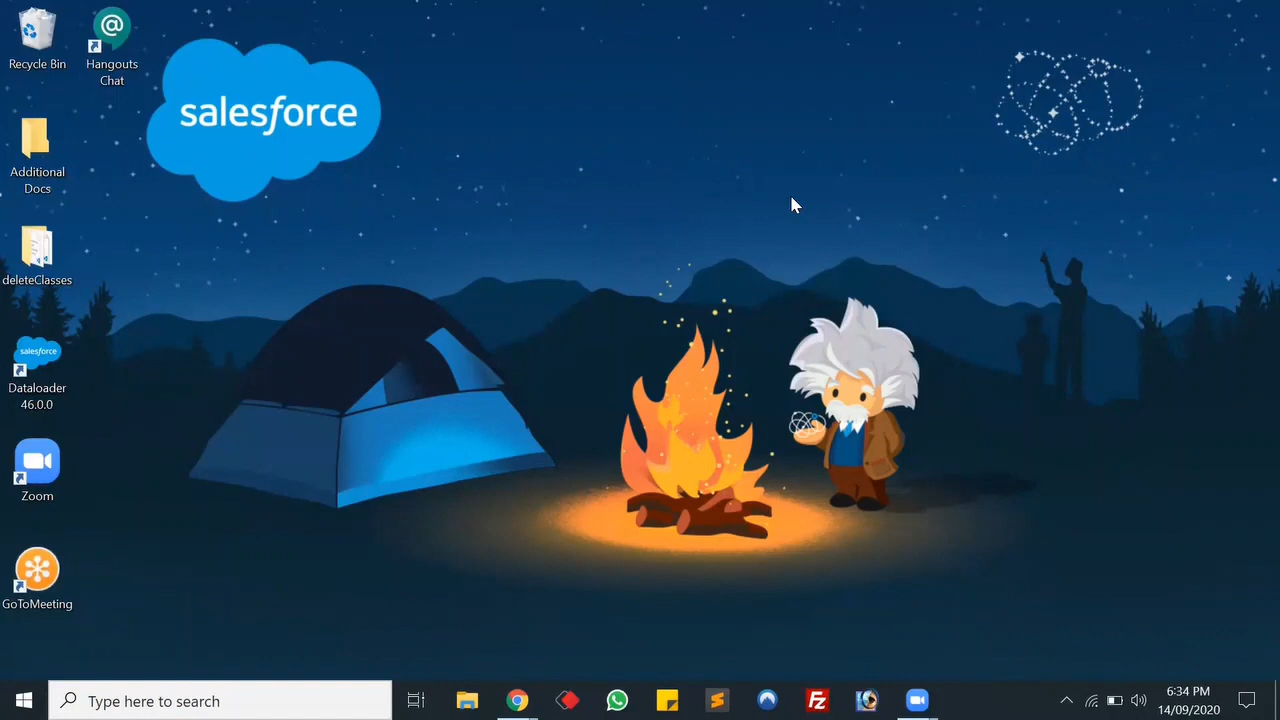 Recycle Bin
@
Hangouts
Chat
salesforce
Additional
Docs
deleteClasses
salesforce
Dataloader
46.0.0
Zoom
GoToMeeting
Type here to search
Fz
6:34 PM
14/09/2020